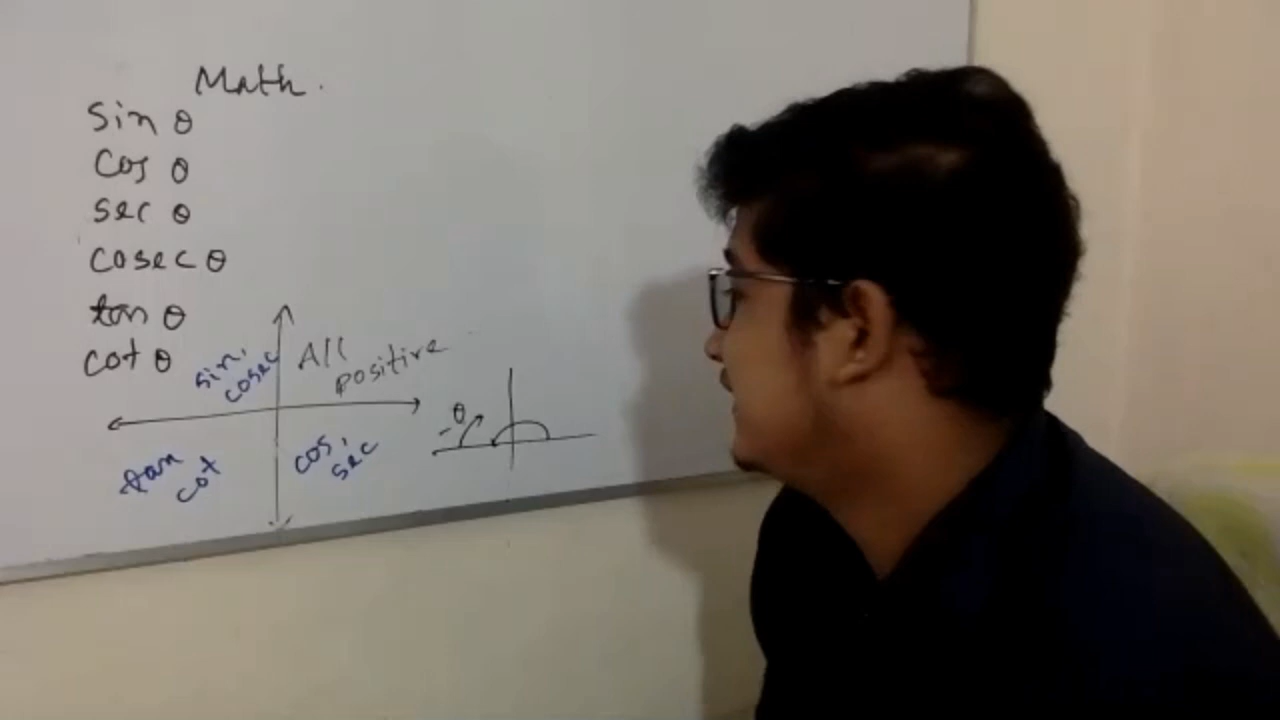 Math.
sin θ
cos θ
sec θ
cosec θ
tan θ
cot θ
sin,
cosec
All
positive
tan
cot
cos,
sec
-θ